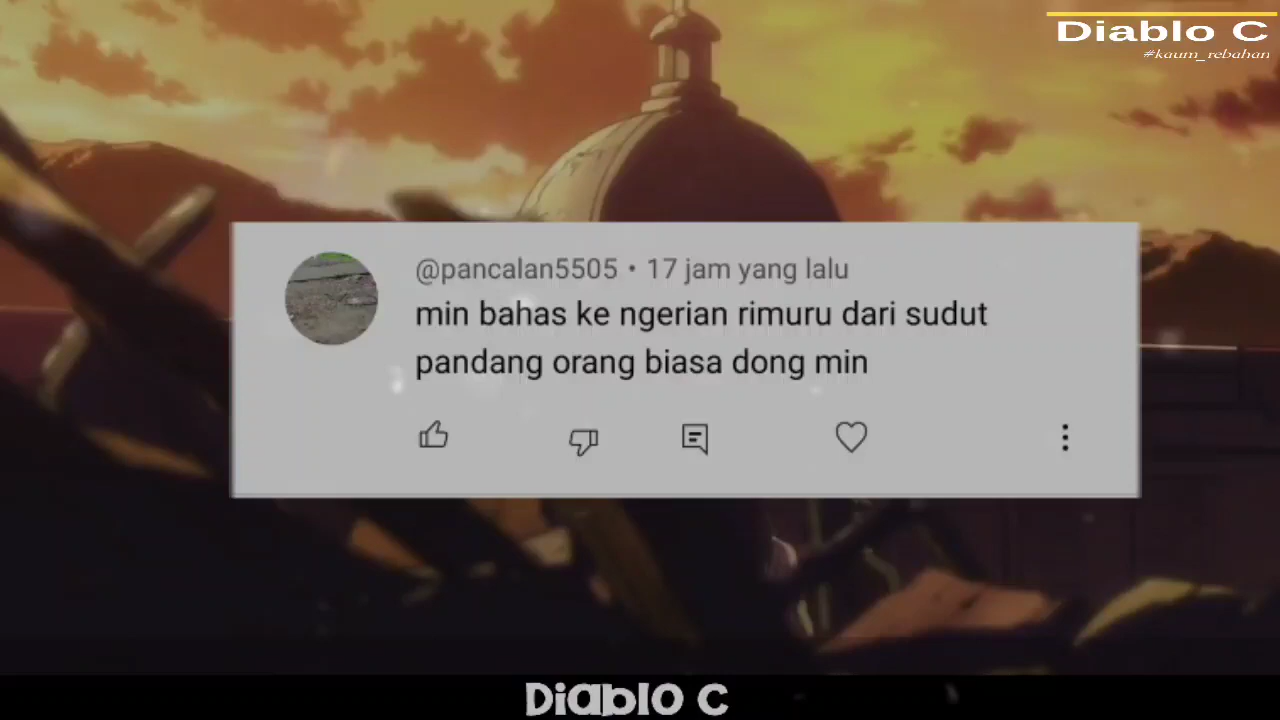 Diablo C
#kaum_rebahan
@pancalan5505 • 17 jam yang lalu
min bahas ke ngerian rimuru dari sudut
pandang orang biasa dong min
Diablo C